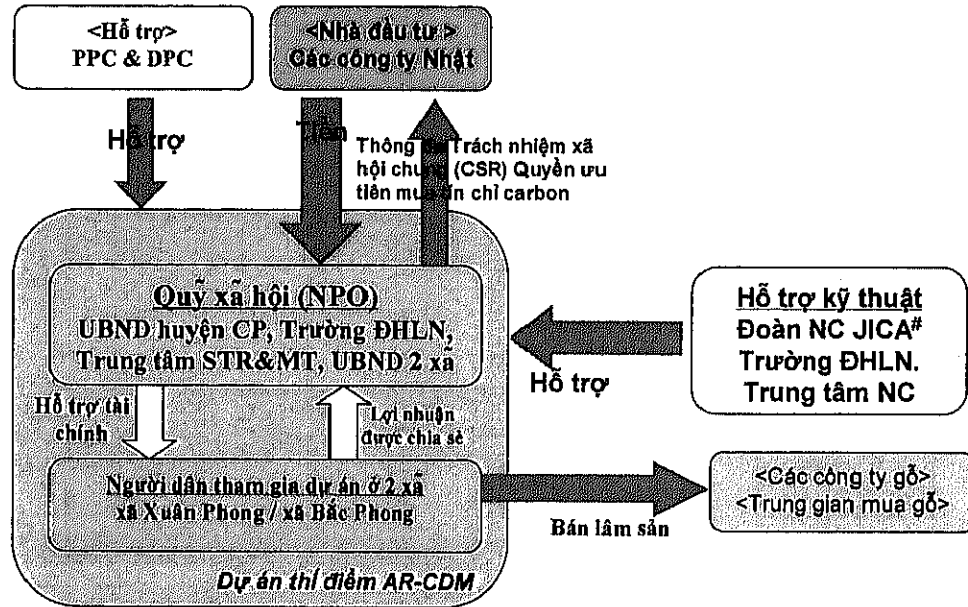 <Hỗ trợ>
PPC & DPC
<Nhà đầu tư >
Các công ty Nhật
Hỗ trợ
Tiền
Thông Trách nhiệm xã
hội chung (CSR) Quyền ưu
tiên mua tín chỉ carbon
Quỹ xã hội (NPO)
UBND huyện CP, Trường ĐHLN,
Trung tâm STR&MT, UBND 2 xã
Hỗ trợ kỹ thuật
Đoàn NC JICA#
Trường ĐHLN.
Trung tâm NC
Hỗ trợ
Hỗ trợ tài
chính
Lợi nhuận
được chia sẻ
Người dân tham gia dự án ở 2 xã
xã Xuân Phong / xã Bắc Phong
<Các công ty gỗ>
<Trung gian mua gỗ>
Bán lâm sản
Dự án thí điểm AR-CDM